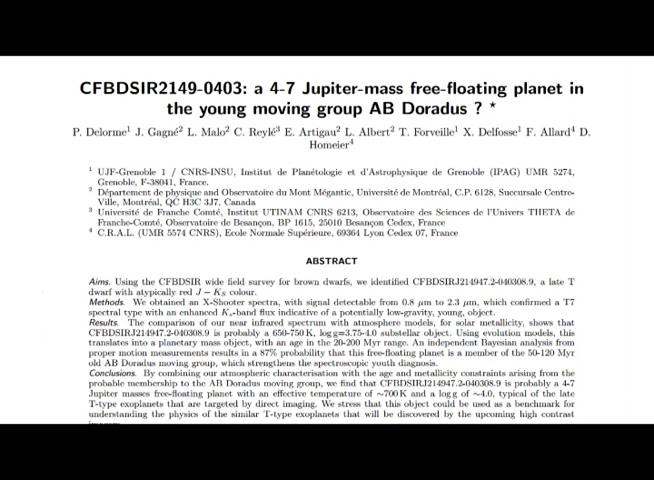 CFBDSIR2149-0403: a 4-7 Jupiter-mass free-floating planet in
the young moving group AB Doradus ? *
P. Delorme¹ J. Gagné² L. Malo² C. Reylé³ E. Artigau² L. Albert² T. Forveille¹ X. Delfosse¹ F. Allard⁴ D.
Homeier⁴
¹ UJF-Grenoble 1 / CNRS-INSU, Institut de Planétologie et d'Astrophysique de Grenoble (IPAG) UMR 5274,
Grenoble, F-38041, France.
² Département de physique and Observatoire du Mont Mégantic, Université de Montréal, C.P. 6128, Succursale Centre-
Ville, Montréal, QC H3C 3J7, Canada
³ Université de Franche Comté, Institut UTINAM CNRS 6213, Observatoire des Sciences de l'Univers THETA de
Franche-Comté, Observatoire de Besançon, BP 1615, 25010 Besançon Cedex, France
⁴ C.R.A.L. (UMR 5574 CNRS), Ecole Normale Supérieure, 69364 Lyon Cedex 07, France
ABSTRACT
Aims. Using the CFBDSIR wide field survey for brown dwarfs, we identified CFBDSIRJ214947.2-040308.9, a late T
dwarf with atypically red J − Kₛ colour.
Methods. We obtained an X-Shooter spectra, with signal detectable from 0.8 μm to 2.3 μm, which confirmed a T7
spectral type with an enhanced Kₛ-band flux indicative of a potentially low-gravity, young, object.
Results. The comparison of our near infrared spectrum with atmosphere models, for solar metallicity, shows that
CFBDSIRJ214947.2-040308.9 is probably a 650-750 K, log g=3.75-4.0 substellar object. Using evolution models, this
translates into a planetary mass object, with an age in the 20-200 Myr range. An independent Bayesian analysis from
proper motion measurements results in a 87% probability that this free-floating planet is a member of the 50-120 Myr
old AB Doradus moving group, which strengthens the spectroscopic youth diagnosis.
Conclusions. By combining our atmospheric characterisation with the age and metallicity constraints arising from the
probable membership to the AB Doradus moving group, we find that CFBDSIRJ214947.2-040308.9 is probably a 4-7
Jupiter masses free-floating planet with an effective temperature of ∼700 K and a log g of ∼4.0, typical of the late
T-type exoplanets that are targeted by direct imaging. We stress that this object could be used as a benchmark for
understanding the physics of the similar T-type exoplanets that will be discovered by the upcoming high contrast